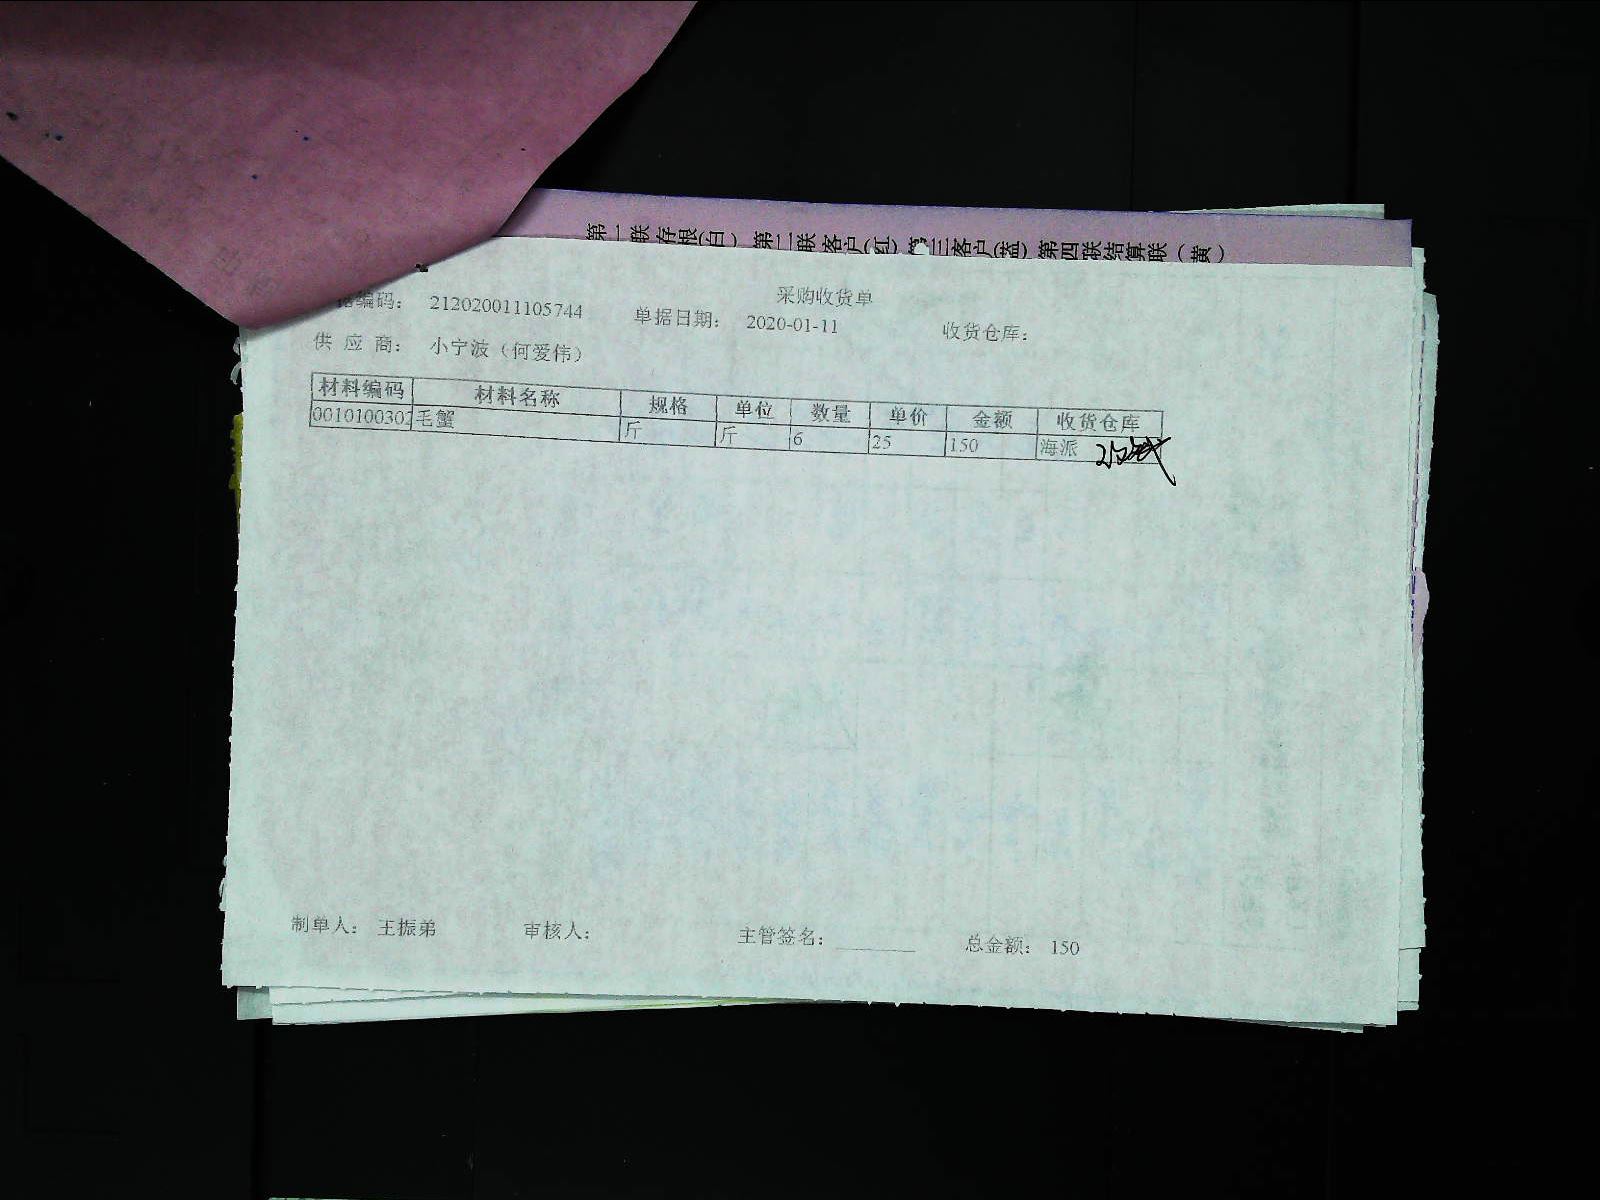 第一联 存根(白) 第二联 客户(红) 第三客户(蓝) 第四联结算联（黄）
采购收货单
编码： 212020011105744 单据日期： 2020-01-11 收货仓库：
供 应 商： 小宁波（何爱伟）
材料编码 材料名称 规格 单位 数量 单价 金额 收货仓库
0010100302 毛蟹 斤 斤 6 25 150 海派
制单人： 王振弟 审核人： 主管签名： 总金额： 150